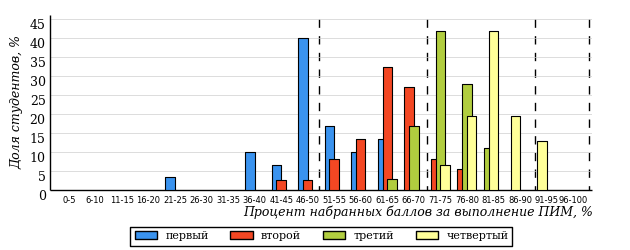 Доля студентов, %
45
40
35
30
25
20
15
10
5
0
0-5 6-10 11-15 16-20 21-25 26-30 31-35 36-40 41-45 46-50 51-55 56-60 61-65 66-70 71-75 76-80 81-85 86-90 91-95 96-100
Процент набранных баллов за выполнение ПИМ, %
первый второй третий четвертый